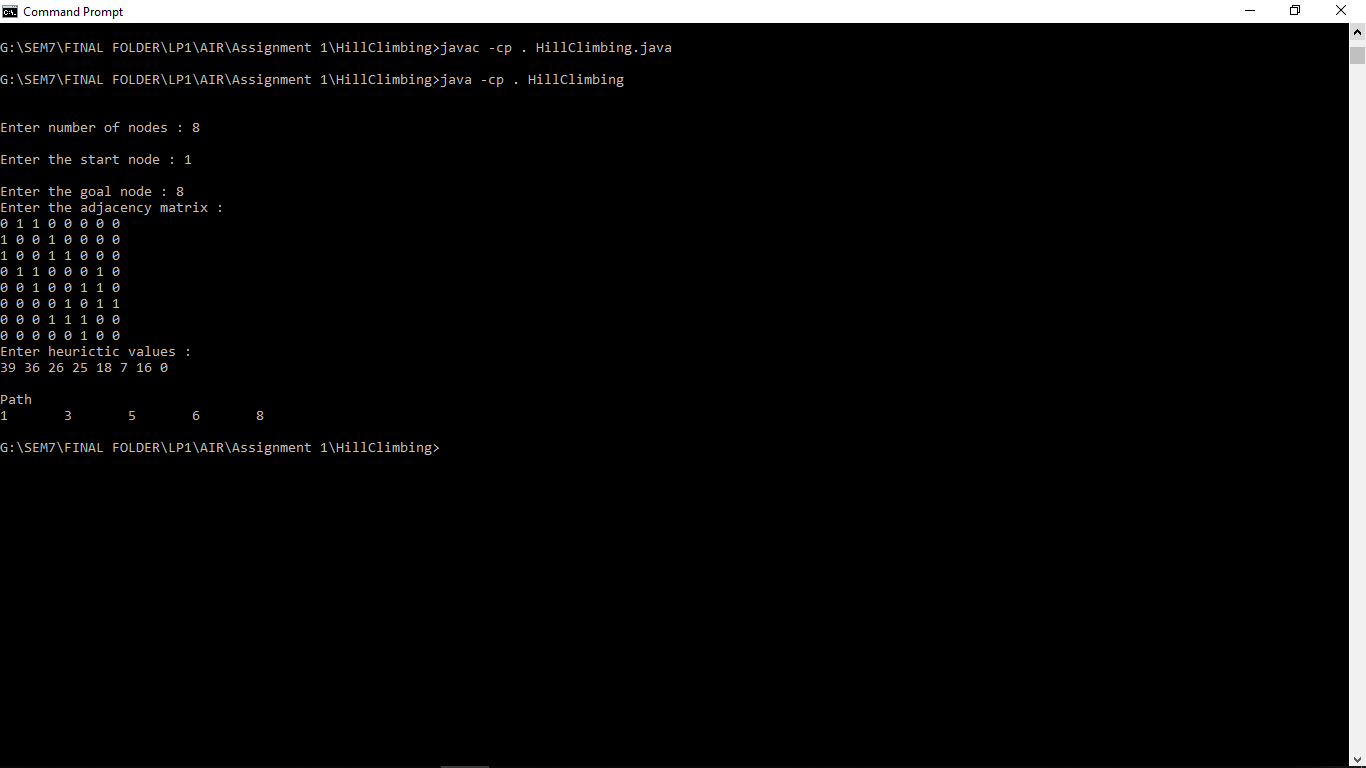 Command Prompt
G:\SEM7\FINAL FOLDER\LP1\AIR\Assignment 1\HillClimbing>javac -cp . HillClimbing.java
G:\SEM7\FINAL FOLDER\LP1\AIR\Assignment 1\HillClimbing>java -cp . HillClimbing
Enter number of nodes : 8
Enter the start node : 1
Enter the goal node : 8
Enter the adjacency matrix :
0 1 1 0 0 0 0 0
1 0 0 1 0 0 0 0
1 0 0 1 1 0 0 0
0 1 1 0 0 0 1 0
0 0 1 0 0 1 1 0
0 0 0 0 1 0 1 1
0 0 0 1 1 1 0 0
0 0 0 0 0 1 0 0
Enter heurictic values :
39 36 26 25 18 7 16 0
Path
1 3 5 6 8
G:\SEM7\FINAL FOLDER\LP1\AIR\Assignment 1\HillClimbing>